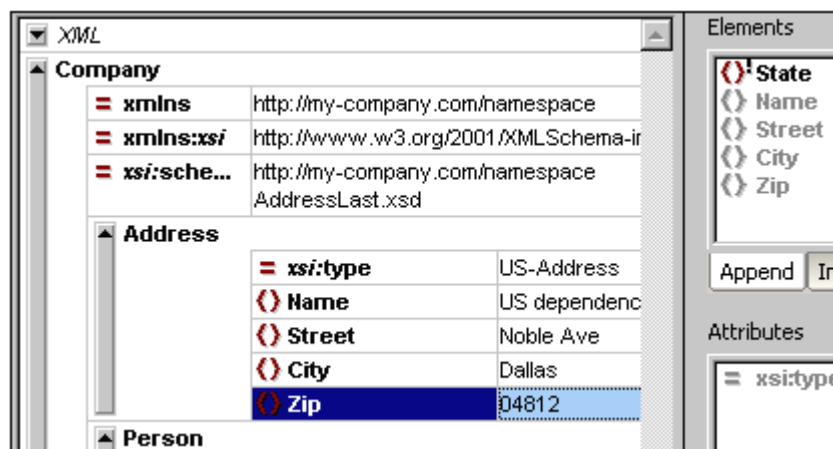 XML
Company
= xmlns http://my-company.com/namespace
= xmlns:xsi http://www.w3.org/2001/XMLSchema-in
= xsi:sche... http://my-company.com/namespace
AddressLast.xsd
Address
= xsi:type US-Address
Name US dependenc
Street Noble Ave
City Dallas
Zip 04812
Person
Elements
State
Name
Street
City
Zip
Append In
Attributes
= xsi:type